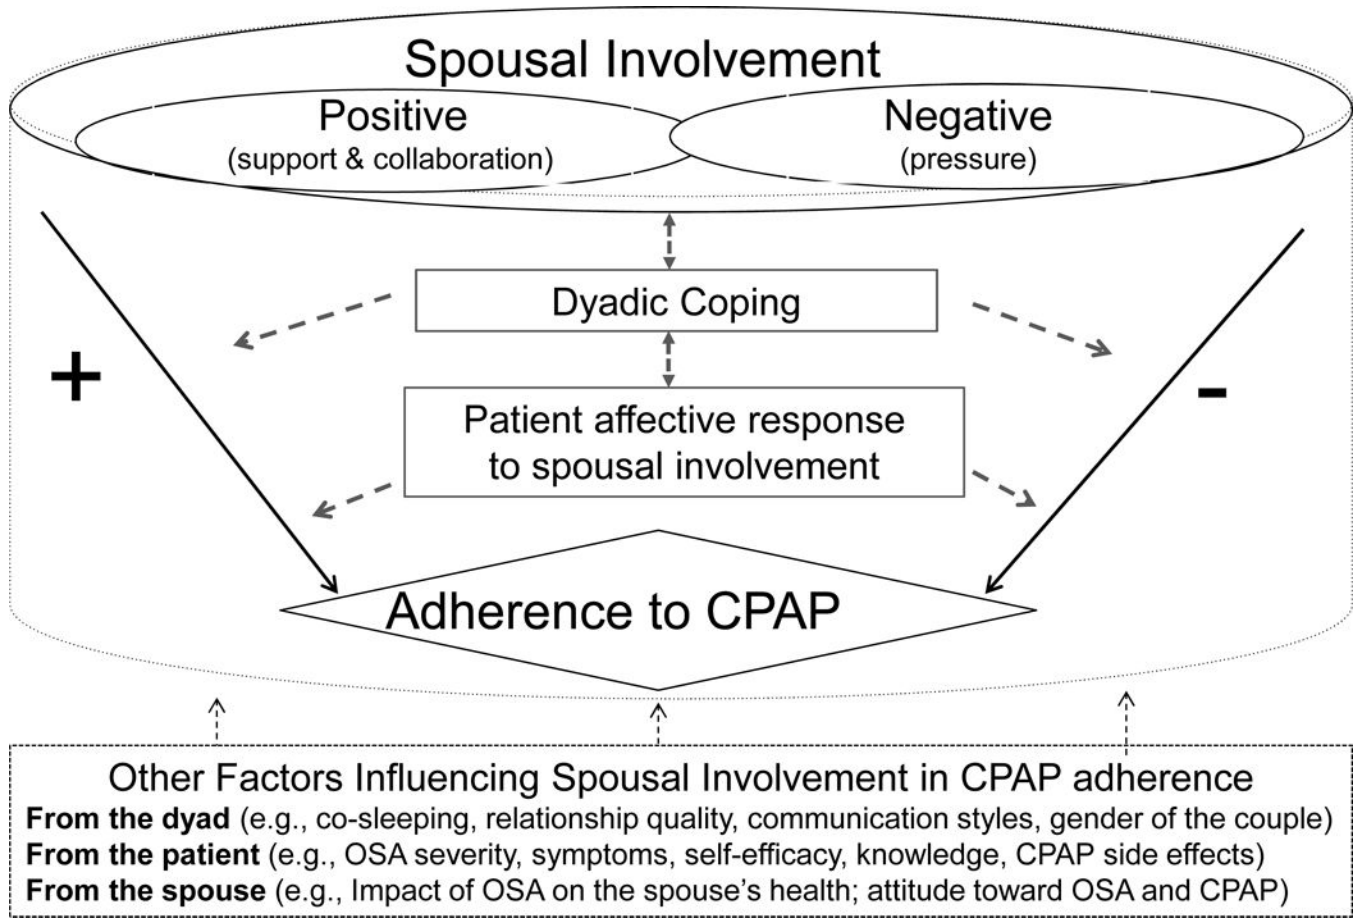 Spousal Involvement
Positive
(support & collaboration)
Negative
(pressure)
Dyadic Coping
+
-
Patient affective response
to spousal involvement
Adherence to CPAP
Other Factors Influencing Spousal Involvement in CPAP adherence
From the dyad (e.g., co-sleeping, relationship quality, communication styles, gender of the couple)
From the patient (e.g., OSA severity, symptoms, self-efficacy, knowledge, CPAP side effects)
From the spouse (e.g., Impact of OSA on the spouse's health; attitude toward OSA and CPAP)